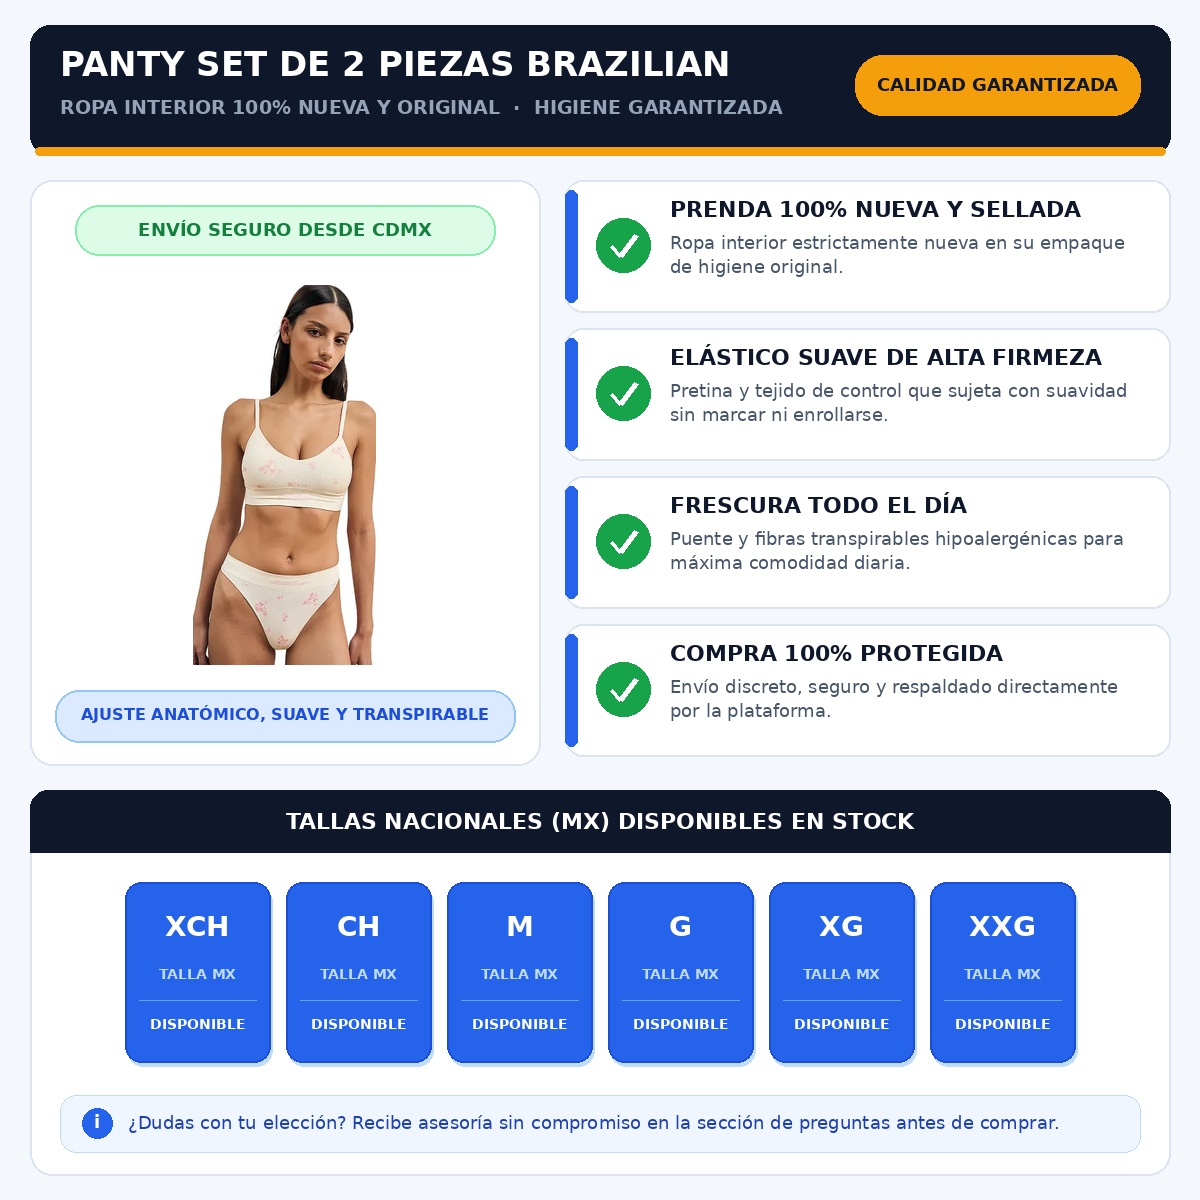 PANTY SET DE 2 PIEZAS BRAZILIAN
ROPA INTERIOR 100% NUEVA Y ORIGINAL · HIGIENE GARANTIZADA
CALIDAD GARANTIZADA
ENVÍO SEGURO DESDE CDMX
AJUSTE ANATÓMICO, SUAVE Y TRANSPIRABLE
PRENDA 100% NUEVA Y SELLADA
Ropa interior estrictamente nueva en su empaque
de higiene original.
ELÁSTICO SUAVE DE ALTA FIRMEZA
Pretina y tejido de control que sujeta con suavidad
sin marcar ni enrollarse.
FRESCURA TODO EL DÍA
Puente y fibras transpirables hipoalergénicas para
máxima comodidad diaria.
COMPRA 100% PROTEGIDA
Envío discreto, seguro y respaldado directamente
por la plataforma.
TALLAS NACIONALES (MX) DISPONIBLES EN STOCK
XCH
TALLA MX
DISPONIBLE
CH
TALLA MX
DISPONIBLE
M
TALLA MX
DISPONIBLE
G
TALLA MX
DISPONIBLE
XG
TALLA MX
DISPONIBLE
XXG
TALLA MX
DISPONIBLE
i ¿Dudas con tu elección? Recibe asesoría sin compromiso en la sección de preguntas antes de comprar.